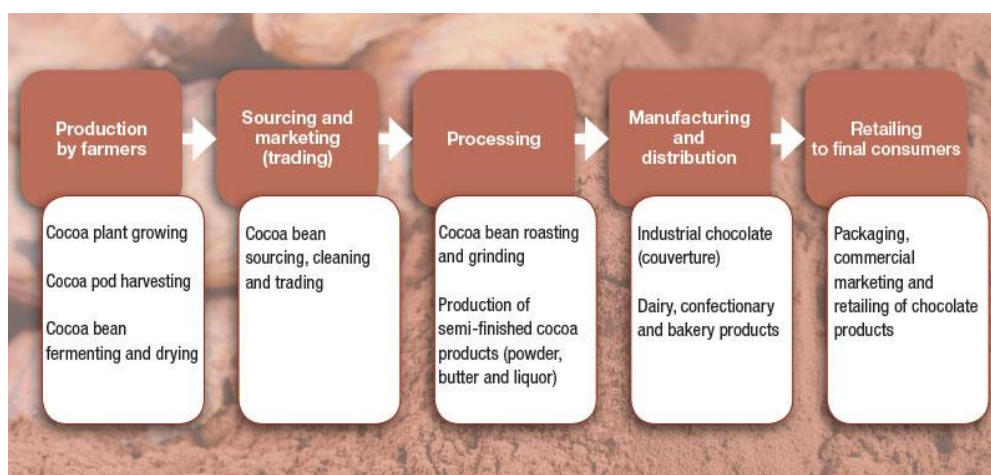 Production
by farmers
Cocoa plant growing
Cocoa pod harvesting
Cocoa bean
fermenting and drying
Sourcing and
marketing
(trading)
Cocoa bean
sourcing, cleaning
and trading
Processing
Cocoa bean roasting
and grinding
Production of
semi-finished cocoa
products (powder,
butter and liquor)
Manufacturing
and
distribution
Industrial chocolate
(couverture)
Dairy, confectionary
and bakery products
Retailing
to final consumers
Packaging,
commercial
marketing and
retailing of chocolate
products